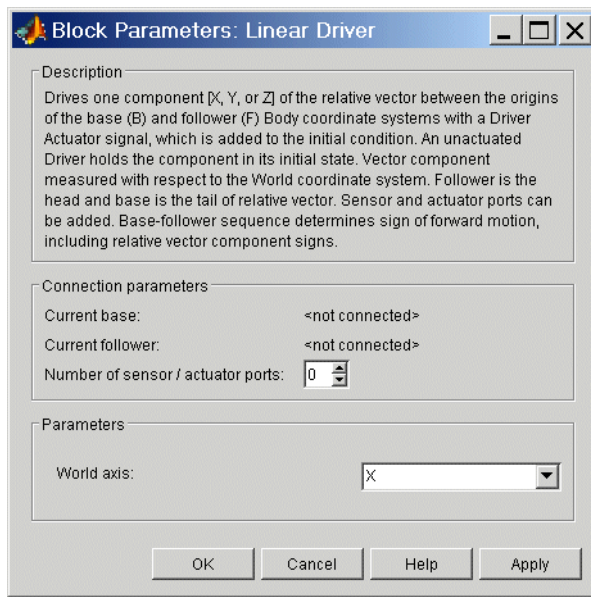 Block Parameters: Linear Driver
Description
Drives one component [X, Y, or Z] of the relative vector between the origins
of the base (B) and follower (F) Body coordinate systems with a Driver
Actuator signal, which is added to the initial condition. An unactuated
Driver holds the component in its initial state. Vector component
measured with respect to the World coordinate system. Follower is the
head and base is the tail of relative vector. Sensor and actuator ports can
be added. Base-follower sequence determines sign of forward motion,
including relative vector component signs.
Connection parameters
Current base: <not connected>
Current follower: <not connected>
Number of sensor / actuator ports: 0
Parameters
World axis: X
OK Cancel Help Apply